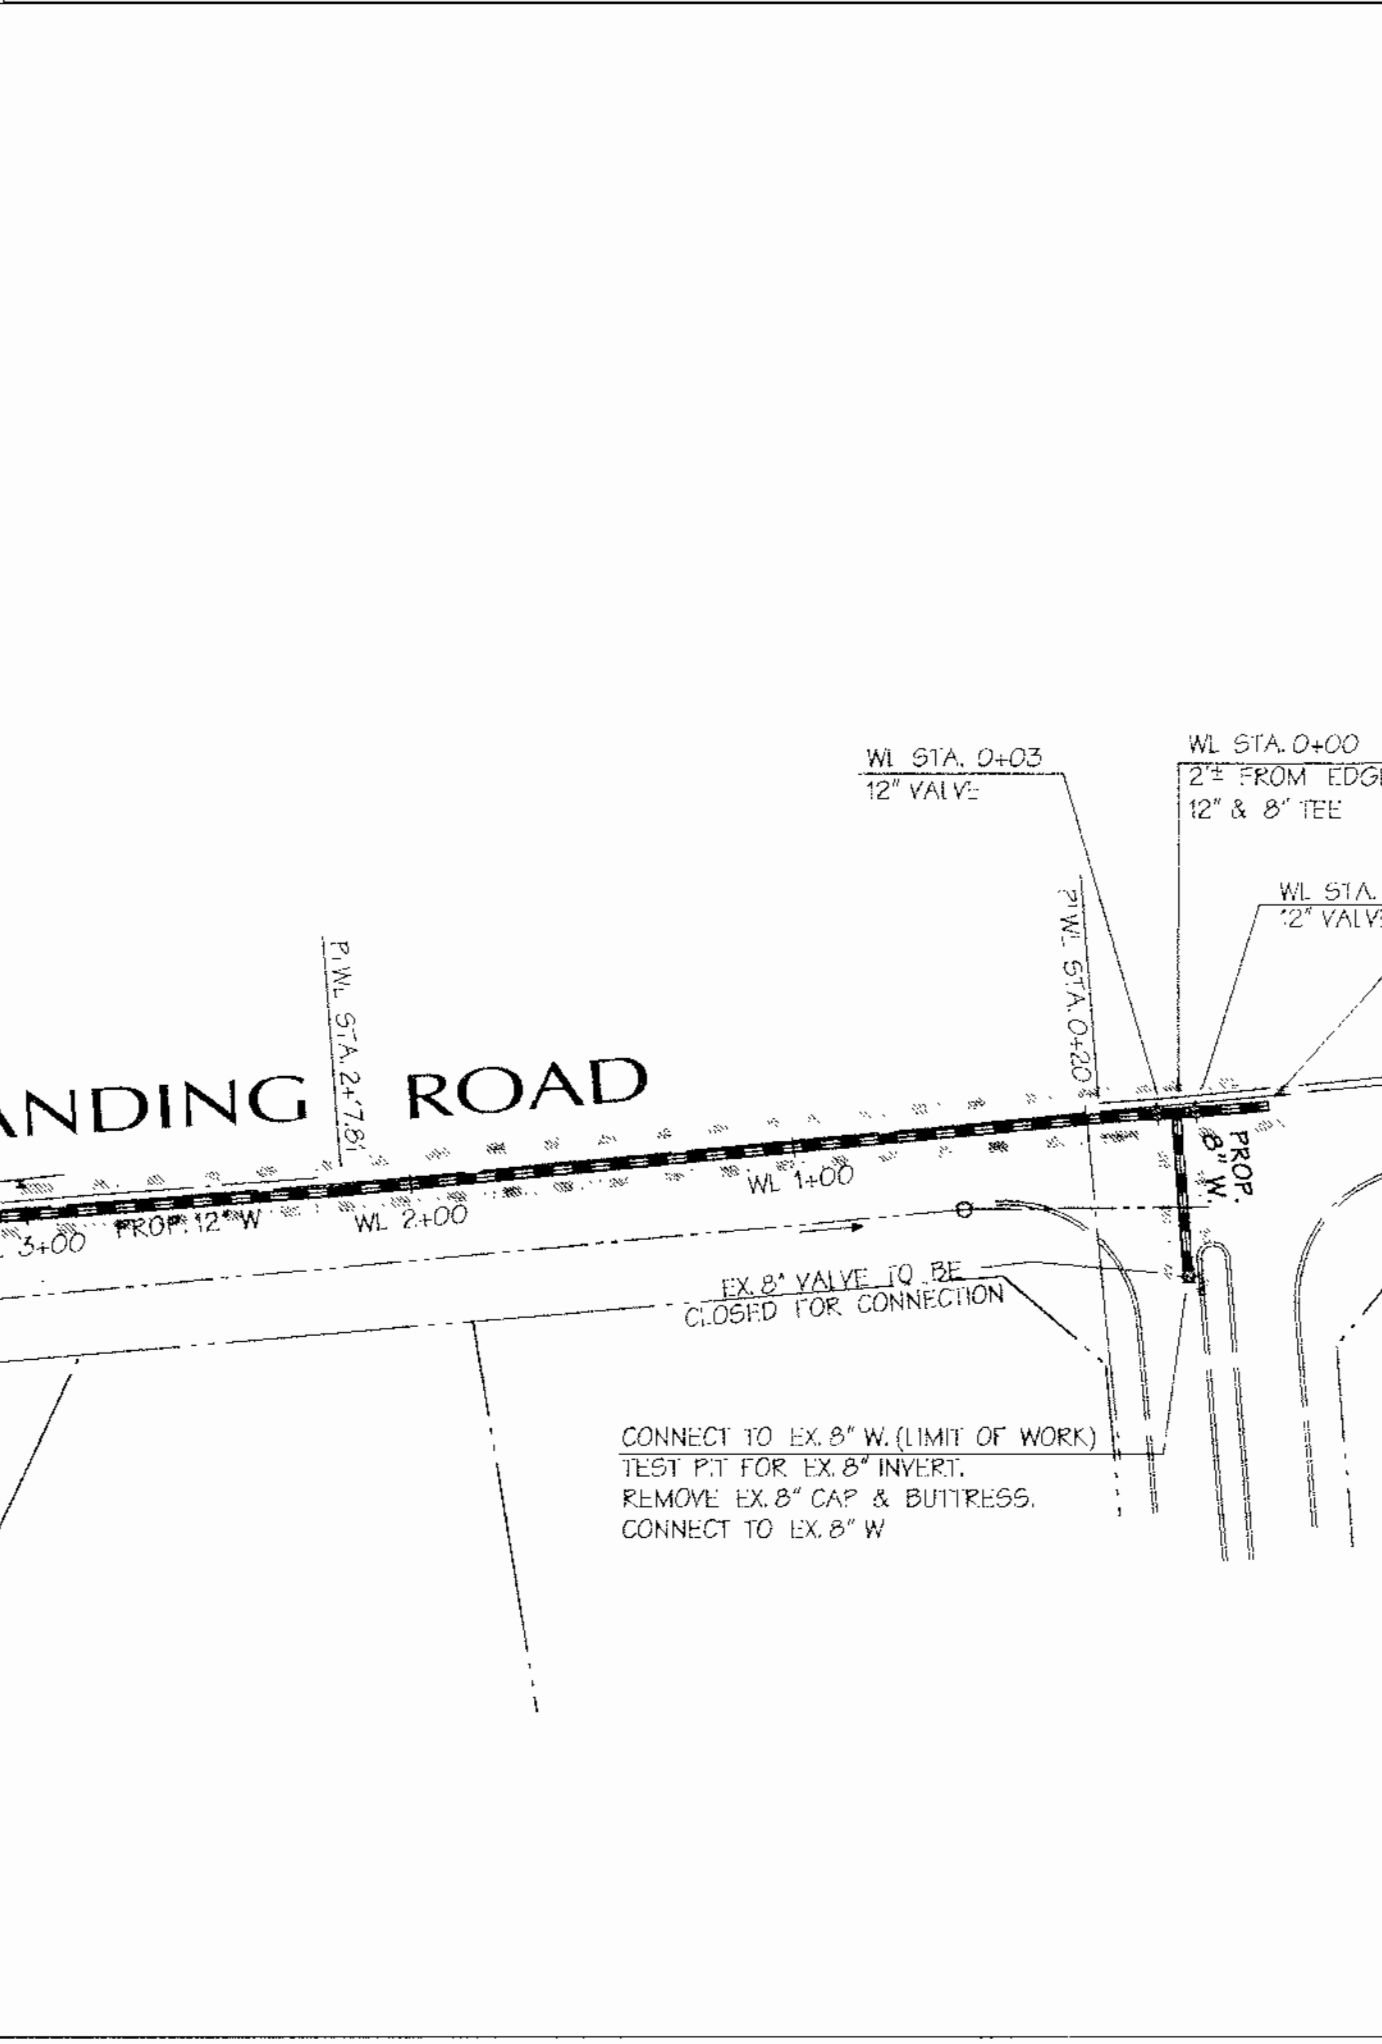 WL STA. 0+03
12" VALVE
WL STA. 0+00
2'± FROM EDGE
12" & 8" TEE
WL STA.
12" VALVE
P.I. WL STA. 0+20
P.I. WL STA. 2+
ANDING ROAD
PROP.
8" W.
WL 1+00
WL 2+00
PROP. 12" W
3+00
EX. 8" VALVE TO BE
CLOSED FOR CONNECTION
CONNECT TO EX. 8" W. (LIMIT OF WORK)
TEST PIT FOR EX. 8" INVERT.
REMOVE EX. 8" CAP & BUTTRESS.
CONNECT TO EX. 8" W